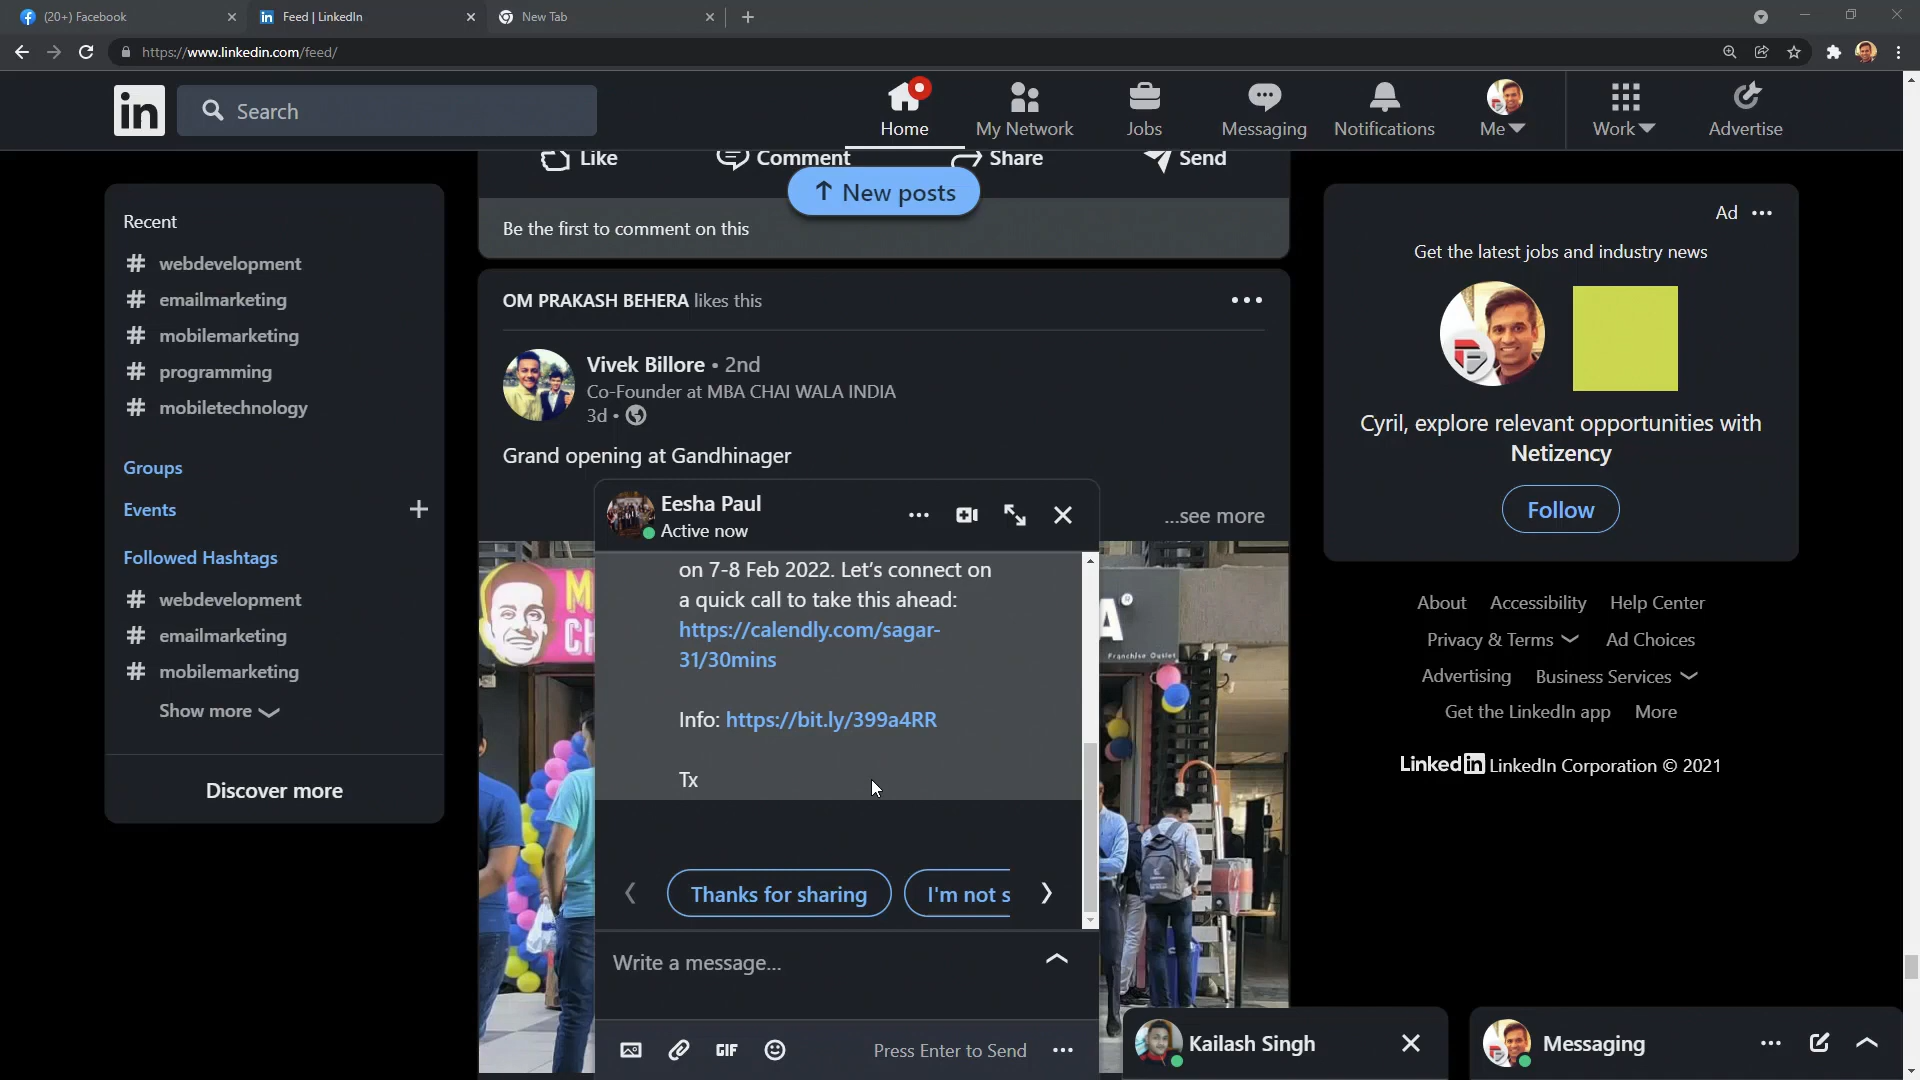 (20+) Facebook
Feed | LinkedIn
New Tab
https://www.linkedin.com/feed/
in
Search
Home
My Network
Jobs
Messaging
Notifications
Me
Work
Advertise
Like
Comment
Share
Send
New posts
Be the first to comment on this
Recent
# webdevelopment
# emailmarketing
# mobilemarketing
# programming
# mobiletechnology
Groups
Events
Followed Hashtags
# webdevelopment
# emailmarketing
# mobilemarketing
Show more
Discover more
OM PRAKASH BEHERA likes this
Vivek Billore • 2nd
Co-Founder at MBA CHAI WALA INDIA
3d •
Grand opening at Gandhinager
...see more
Eesha Paul
Active now
on 7-8 Feb 2022. Let's connect on
a quick call to take this ahead:
https://calendly.com/sagar-
31/30mins
Info: https://bit.ly/399a4RR
Tx
Thanks for sharing
I'm not s
Write a message...
GIF
Press Enter to Send
M
CH
A®
Franchise Outlet
Kailash Singh
Messaging
Ad
Get the latest jobs and industry news
Cyril, explore relevant opportunities with
Netizency
Follow
About Accessibility Help Center
Privacy & Terms Ad Choices
Advertising Business Services
Get the LinkedIn app More
LinkedIn LinkedIn Corporation © 2021